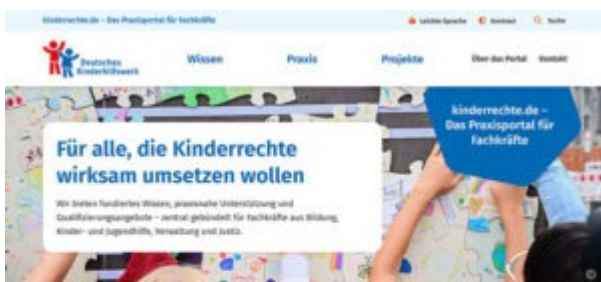 kinderrechte.de – Das Praxisportal für Fachkräfte
Leichte Sprache Kontrast Suche
Deutsches
Kinderhilfswerk
Wissen Praxis Projekte Über das Portal Kontakt
kinderrechte.de –
Das Praxisportal für
Fachkräfte
Für alle, die Kinderrechte
wirksam umsetzen wollen
Wir bieten fundiertes Wissen, praxisnahe Unterstützung und
Qualifizierungsangebote – zentral gebündelt für Fachkräfte aus Bildung,
Kinder- und Jugendhilfe, Verwaltung und Justiz.
©